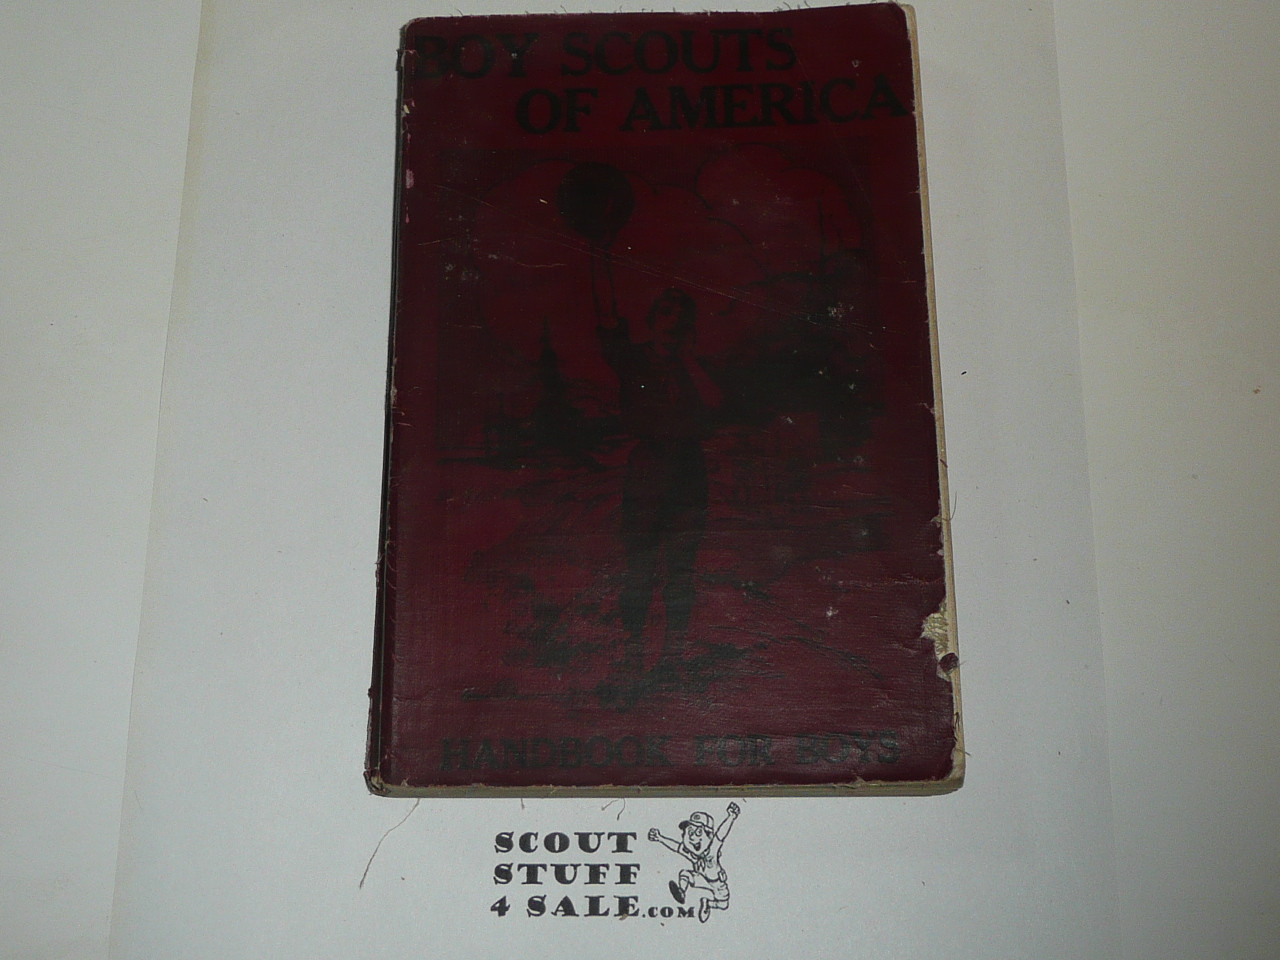 BOY SCOUTS
OF AMERICA
HANDBOOK FOR BOYS
SCOUT
STUFF
4 SALE.COM